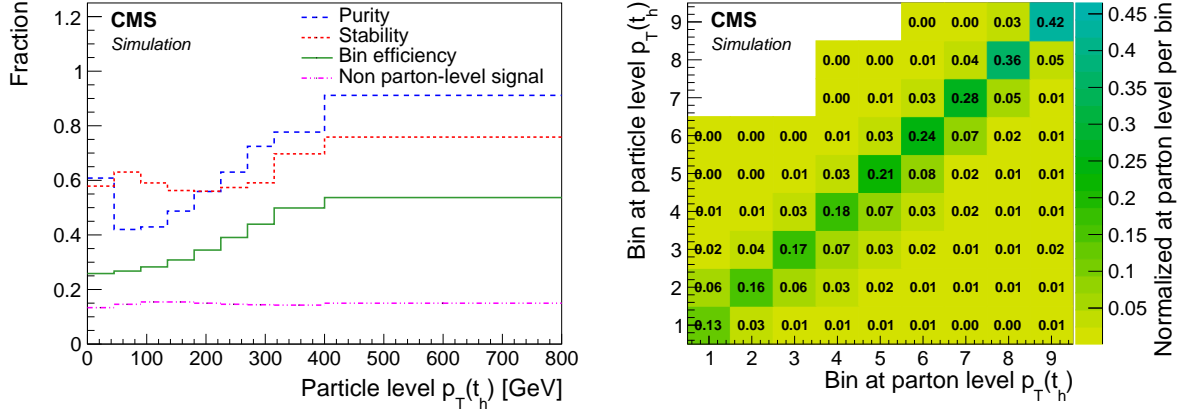 Fraction
1.2
1
0.8
0.6
0.4
0.2
0
CMS
Simulation
Purity
Stability
Bin efficiency
Non parton-level signal
0 100 200 300 400 500 600 700 800
Particle level p_T(t_h) [GeV]
Bin at particle level p_T(t_h)
CMS
Simulation
9 0.00 0.00 0.03 0.42
8 0.00 0.00 0.01 0.04 0.36 0.05
7 0.00 0.01 0.03 0.28 0.05 0.01
6 0.00 0.00 0.00 0.01 0.03 0.24 0.07 0.02 0.01
5 0.00 0.00 0.01 0.03 0.21 0.08 0.02 0.01 0.01
4 0.01 0.01 0.03 0.18 0.07 0.03 0.02 0.01 0.01
3 0.02 0.04 0.17 0.07 0.03 0.02 0.01 0.01 0.02
2 0.06 0.16 0.06 0.03 0.02 0.01 0.01 0.01 0.01
1 0.13 0.03 0.01 0.01 0.01 0.01 0.00 0.00 0.01
1 2 3 4 5 6 7 8 9
Bin at parton level p_T(t_h)
0.45
0.4
0.35
0.3
0.25
0.2
0.15
0.1
0.05
Normalized at parton level per bin